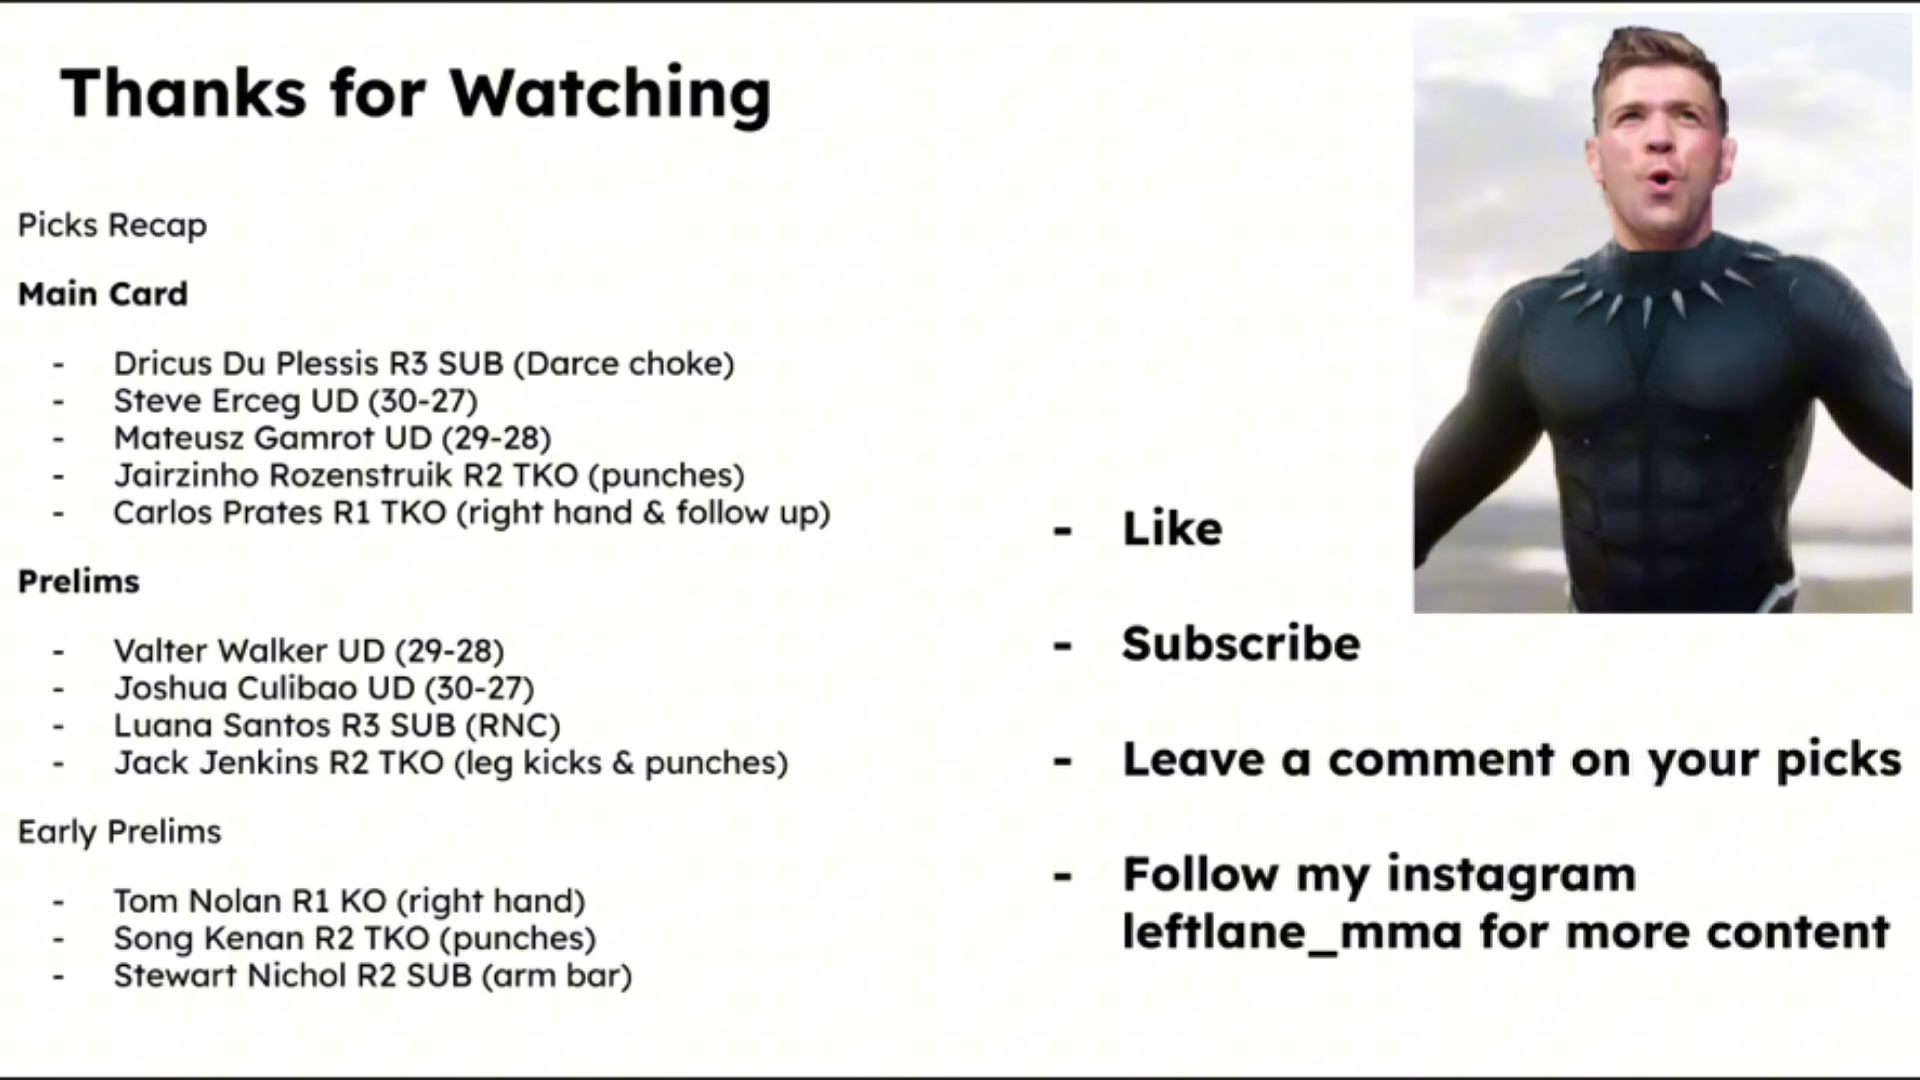 Thanks for Watching
Picks Recap
Main Card
- Dricus Du Plessis R3 SUB (Darce choke)
- Steve Erceg UD (30-27)
- Mateusz Gamrot UD (29-28)
- Jairzinho Rozenstruik R2 TKO (punches)
- Carlos Prates R1 TKO (right hand & follow up)
Prelims
- Valter Walker UD (29-28)
- Joshua Culibao UD (30-27)
- Luana Santos R3 SUB (RNC)
- Jack Jenkins R2 TKO (leg kicks & punches)
Early Prelims
- Tom Nolan R1 KO (right hand)
- Song Kenan R2 TKO (punches)
- Stewart Nichol R2 SUB (arm bar)
- Like
- Subscribe
- Leave a comment on your picks
- Follow my instagram
leftlane_mma for more content